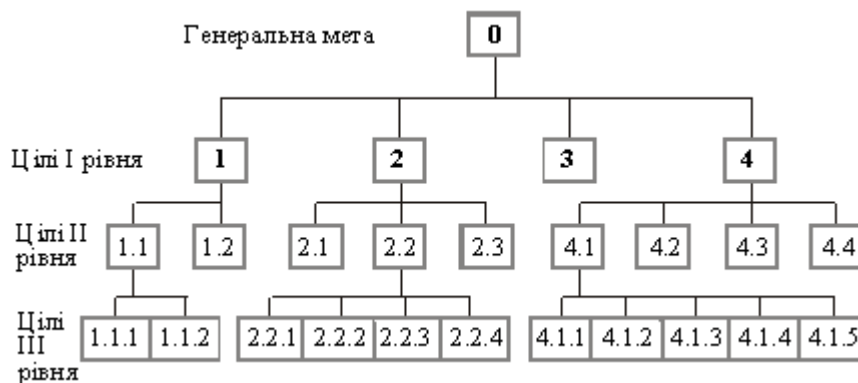 Генеральна мета 0
Цілі I рівня 1 2 3 4
Цілі II
рівня
1.1 1.2 2.1 2.2 2.3 4.1 4.2 4.3 4.4
Цілі
III
рівня
1.1.1 1.1.2 2.2.1 2.2.2 2.2.3 2.2.4 4.1.1 4.1.2 4.1.3 4.1.4 4.1.5